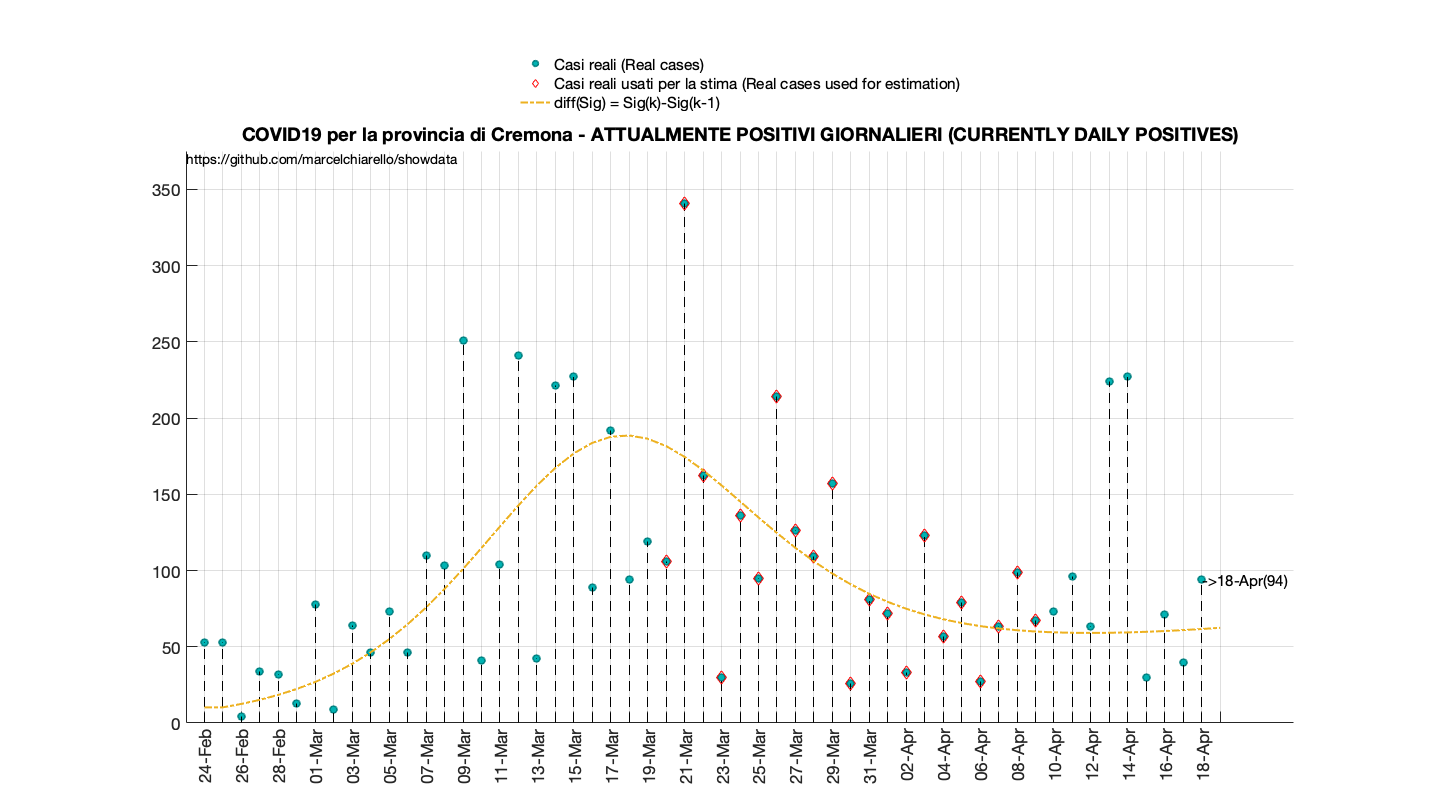 Casi reali (Real cases)
Casi reali usati per la stima (Real cases used for estimation)
diff(Sig) = Sig(k)-Sig(k-1)
COVID19 per la provincia di Cremona - ATTUALMENTE POSITIVI GIORNALIERI (CURRENTLY DAILY POSITIVES)
https://github.com/marcelchiarello/showdata
350
300
250
200
150
100
50
0
->18-Apr(94)
24-Feb
26-Feb
28-Feb
01-Mar
03-Mar
05-Mar
07-Mar
09-Mar
11-Mar
13-Mar
15-Mar
17-Mar
19-Mar
21-Mar
23-Mar
25-Mar
27-Mar
29-Mar
31-Mar
02-Apr
04-Apr
06-Apr
08-Apr
10-Apr
12-Apr
14-Apr
16-Apr
18-Apr